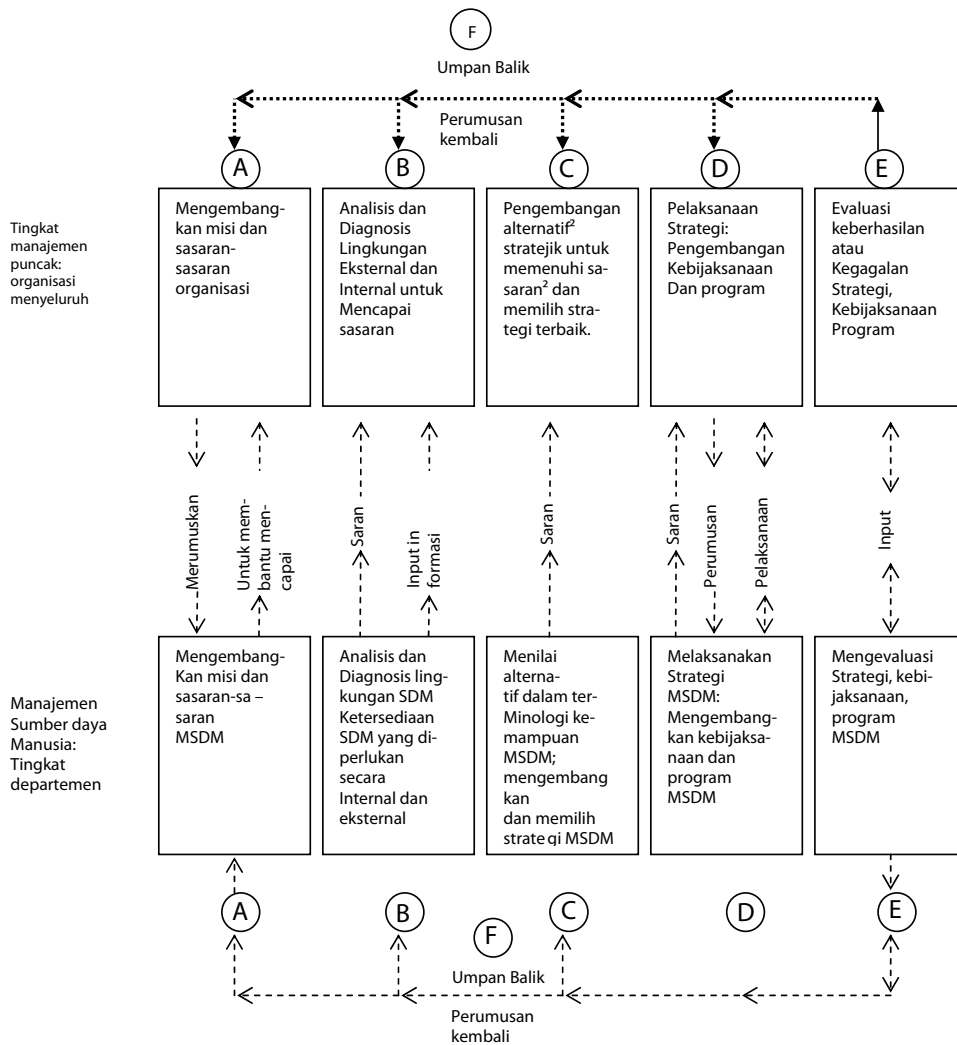 F
Umpan Balik
Perumusan
kembali
A
B
C
D
E
Tingkat
manajemen
puncak:
organisasi
menyeluruh
Mengembang-
kan misi dan
sasaran-
sasaran
organisasi
Analisis dan
Diagnosis
Lingkungan
Eksternal dan
Internal untuk
Mencapai
sasaran
Pengembangan
alternatif²
stratejik untuk
memenuhi sa-
saran² dan
memilih stra-
tegi terbaik.
Pelaksanaan
Strategi:
Pengembangan
Kebijaksanaan
Dan program
Evaluasi
keberhasilan
atau
Kegagalan
Strategi,
Kebijaksanaan
Program
Merumuskan
Untuk mem-
bantu men-
capai
Saran
Input in
formasi
Saran
Saran
Perumusan
Pelaksanaan
Input
Manajemen
Sumber daya
Manusia:
Tingkat
departemen
Mengembang-
Kan misi dan
sasaran-sa –
saran
MSDM
Analisis dan
Diagnosis ling-
kungan SDM
Ketersediaan
SDM yang di-
perlukan
secara
Internal dan
eksternal
Menilai
alterna-
tif dalam ter-
Minologi ke-
mampuan
MSDM;
mengembang
kan
dan memilih
strategi MSDM
Melaksanakan
Strategi
MSDM:
Mengembang-
kan kebijaksa-
naan dan
program
MSDM
Mengevaluasi
Strategi, kebi-
jaksanaan,
program
MSDM
A
B
C
D
E
F
Umpan Balik
Perumusan
kembali